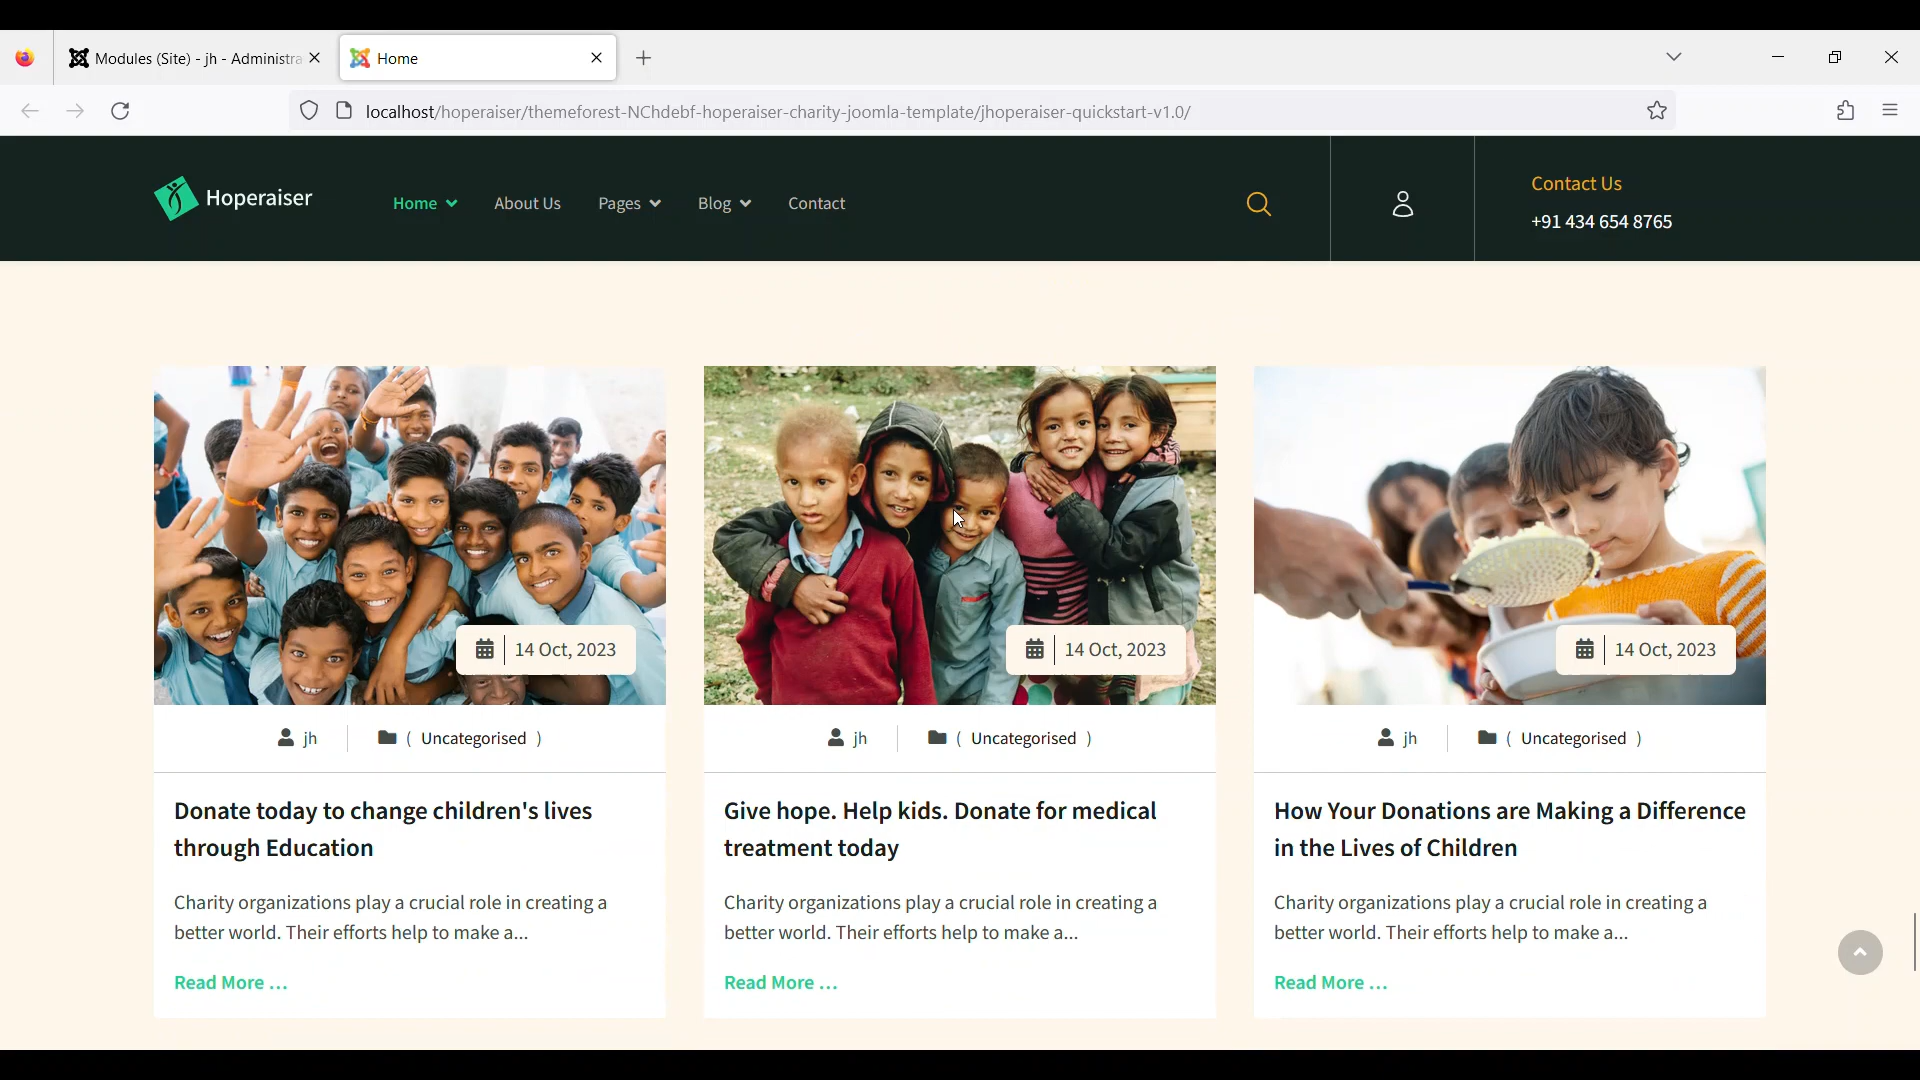 Modules (Site) - jh - Administra
Home
localhost/hoperaiser/themeforest-NChdebf-hoperaiser-charity-joomla-template/jhoperaiser-quickstart-v1.0/
Hoperaiser
Home
About Us
Pages
Blog
Contact
Contact Us
+91 434 654 8765
14 Oct, 2023
14 Oct, 2023
14 Oct, 2023
jh
( Uncategorised )
jh
( Uncategorised )
jh
( Uncategorised )
Donate today to change children's lives
through Education
Charity organizations play a crucial role in creating a
better world. Their efforts help to make a...
Read More ...
Give hope. Help kids. Donate for medical
treatment today
Charity organizations play a crucial role in creating a
better world. Their efforts help to make a...
Read More ...
How Your Donations are Making a Difference
in the Lives of Children
Charity organizations play a crucial role in creating a
better world. Their efforts help to make a...
Read More ...